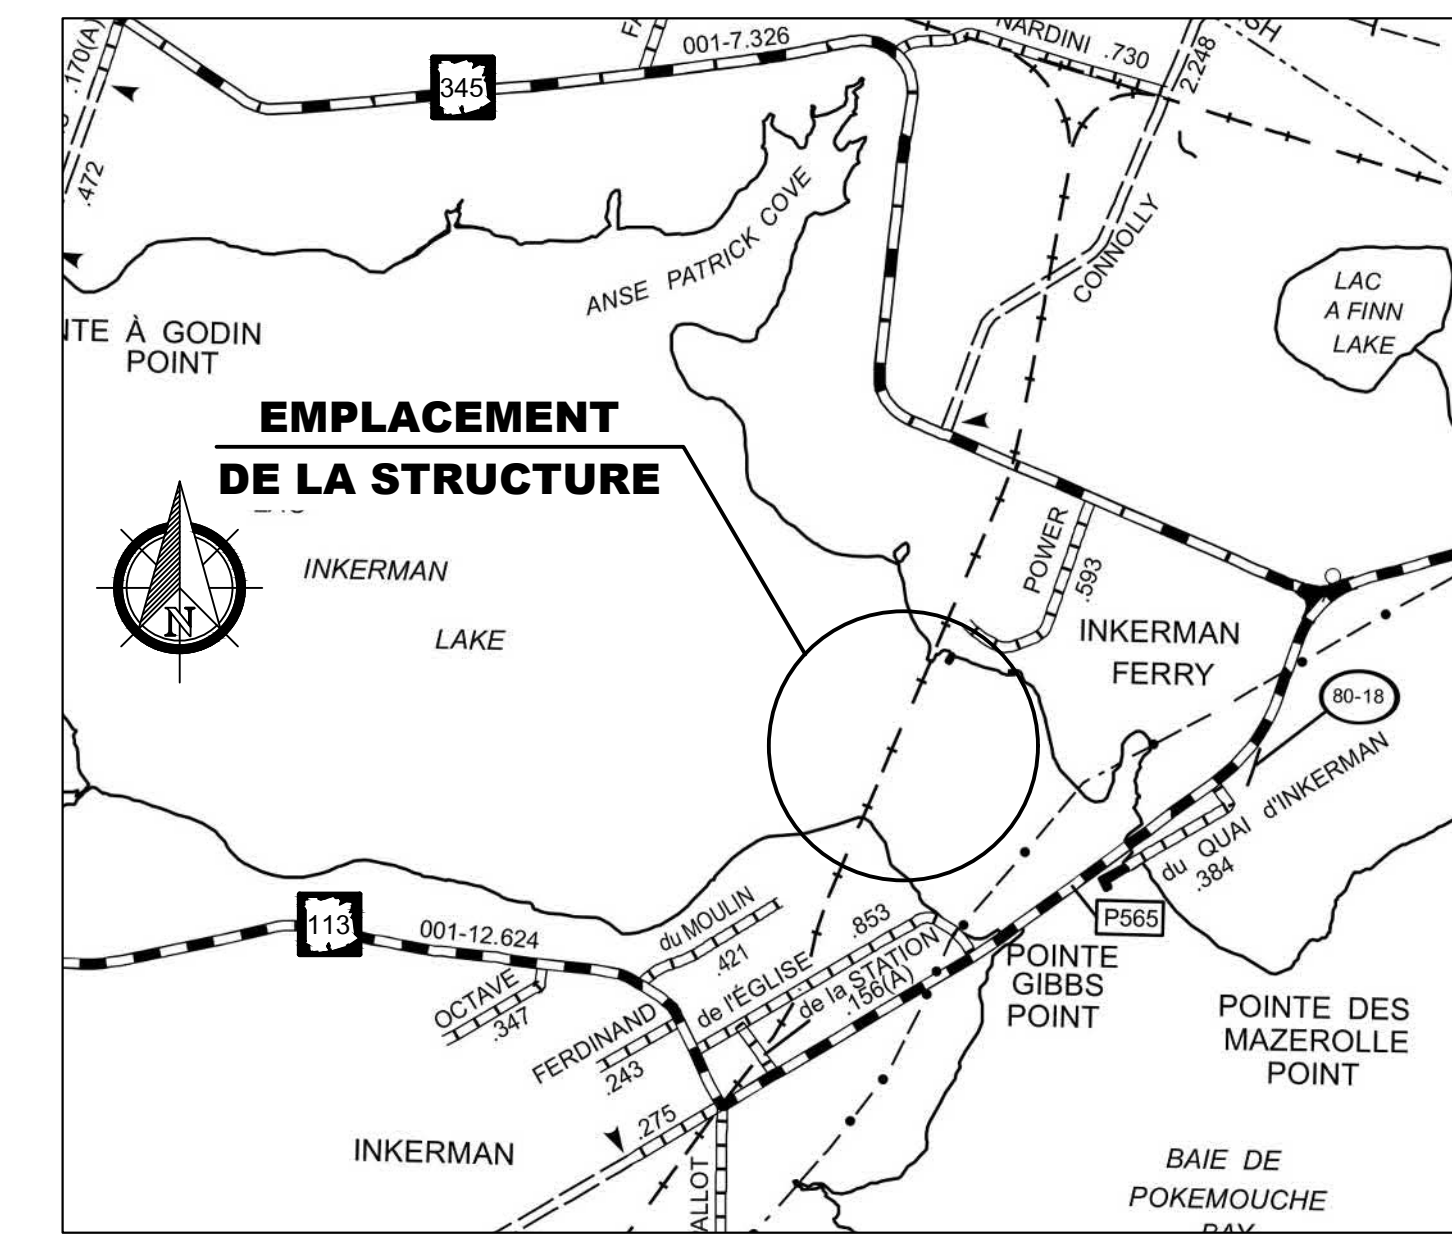 .170(A)
.472
345
001-7.326
NARDINI .730
2.248
CONNOLLY
ANSE PATRICK COVE
LAC
A FINN
LAKE
À GODIN
POINT
EMPLACEMENT
DE LA STRUCTURE
N
INKERMAN
LAKE
POWER
.593
INKERMAN
FERRY
80-18
du QUAI d'INKERMAN
.384
P565
113
001-12.624
du MOULIN
.421
.853
de l'ÉGLISE
de la STATION
.156(A)
OCTAVE
.347
FERDINAND
.243
.275
POINTE
GIBBS
POINT
POINTE DES
MAZEROLLE
POINT
INKERMAN
BAIE DE
POKEMOUCHE
BAY